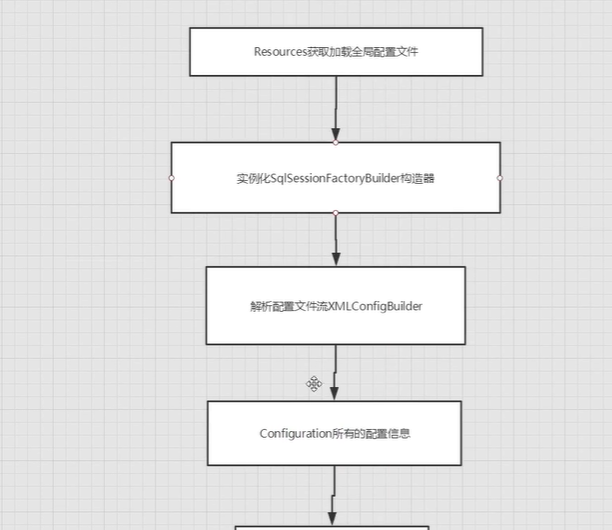 Resources获取加载全局配置文件
实例化SqlSessionFactoryBuilder构造器
解析配置文件流XMLConfigBuilder
Configuration所有的配置信息